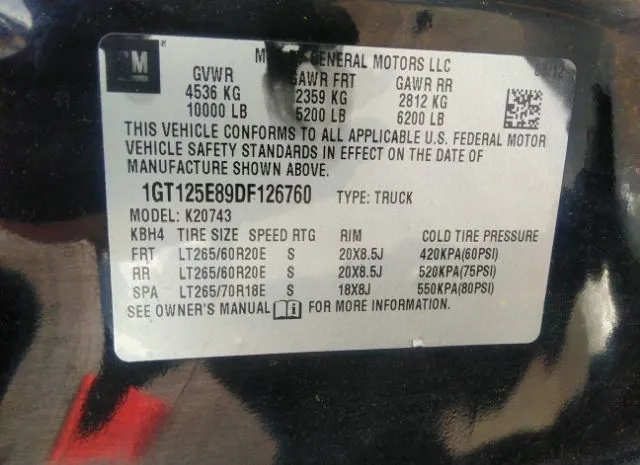 GM
GENERAL MOTORS LLC
GVWR GAWR FRT GAWR RR
4536 KG 2359 KG 2812 KG
10000 LB 5200 LB 6200 LB
THIS VEHICLE CONFORMS TO ALL APPLICABLE U.S. FEDERAL MOTOR
VEHICLE SAFETY STANDARDS IN EFFECT ON THE DATE OF
MANUFACTURE SHOWN ABOVE.
1GT125E89DF126760 TYPE: TRUCK
MODEL: K20743
KBH4 TIRE SIZE SPEED RTG RIM COLD TIRE PRESSURE
FRT LT265/60R20E S 20X8.5J 420KPA(60PSI)
RR LT265/60R20E S 20X8.5J 520KPA(75PSI)
SPA LT265/70R18E S 18X8J 550KPA(80PSI)
SEE OWNER'S MANUAL i FOR MORE INFORMATION.